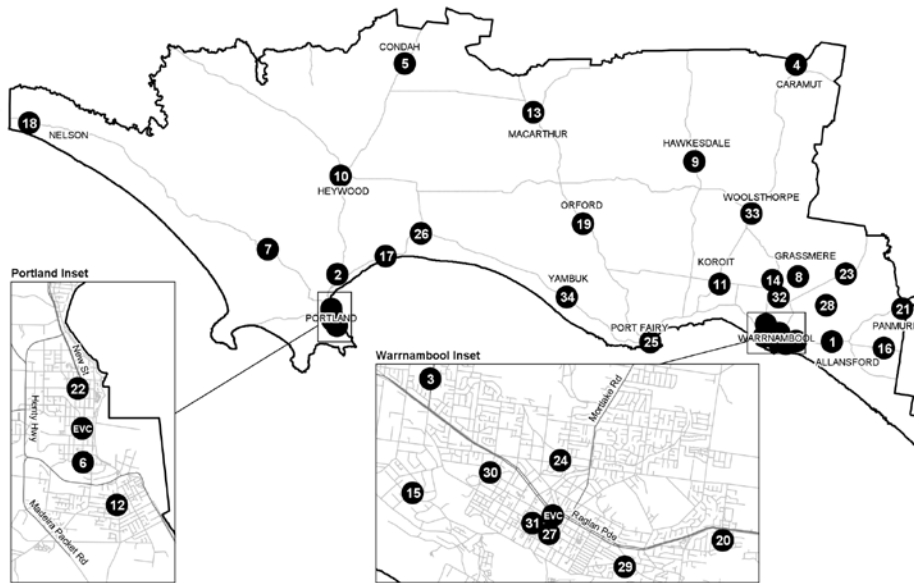 CONDAH
5
4
CARAMUT
18
NELSON
13
MACARTHUR
HAWKESDALE
9
10
HEYWOOD
WOOLSTHORPE
33
ORFORD
19
26
7
17
2
KOROIT
11
GRASSMERE
14
8
23
32
28
YAMBUK
34
21
PANMURE
PORTLAND
PORT FAIRY
25
WARRNAMBOOL
1
16
ALLANSFORD
Portland Inset
New St
22
Henty Hwy
EVC
6
12
Madeira Packet Rd
Warrnambool Inset
3
Mortlake Rd
24
30
15
EVC
31
27
Raglan Pde
20
29